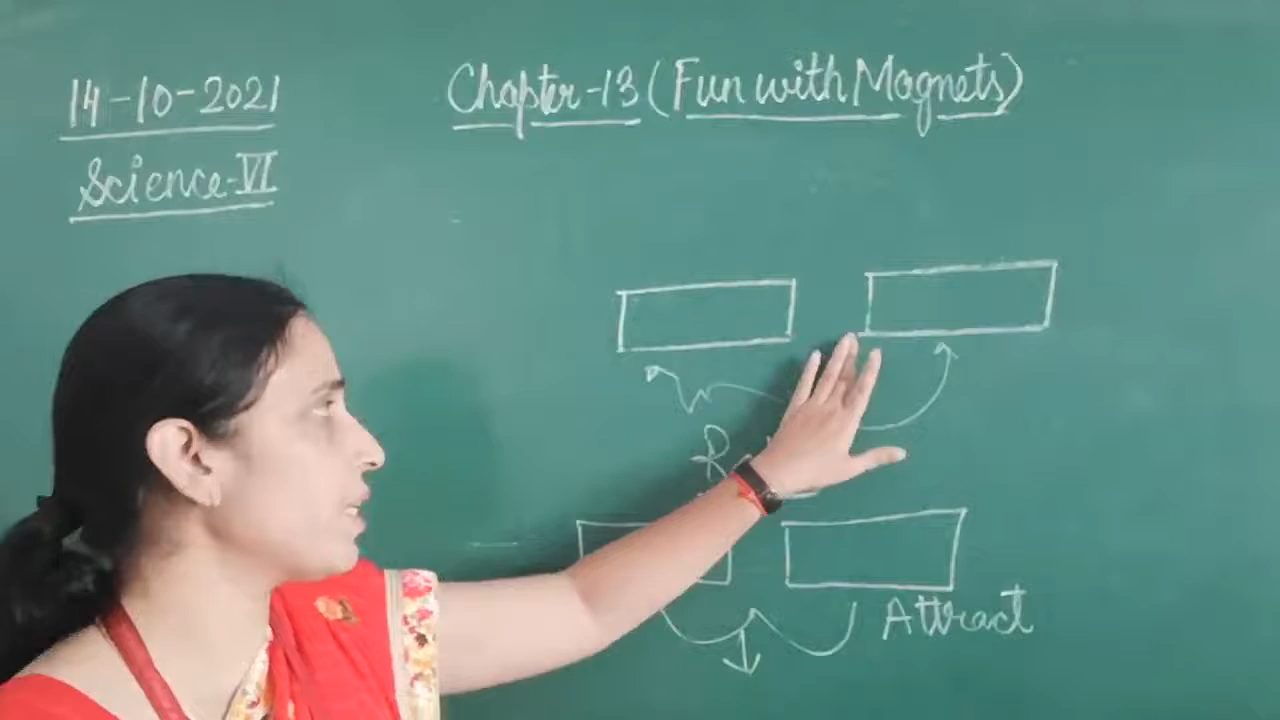 14-10-2021
Chapter-13 (Fun with Magnets)
Science-VI
Attract